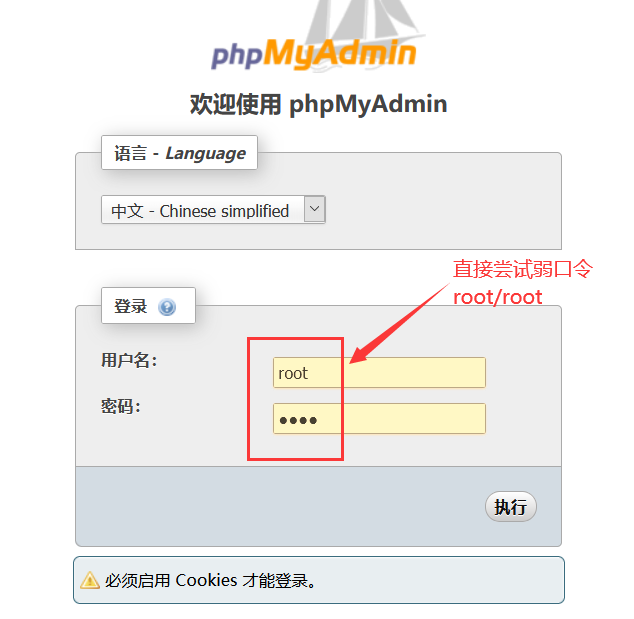 phpMyAdmin
欢迎使用 phpMyAdmin
语言 - Language
中文 - Chinese simplified
直接尝试弱口令
root/root
登录
用户名:
root
密码:
执行
必须启用 Cookies 才能登录。